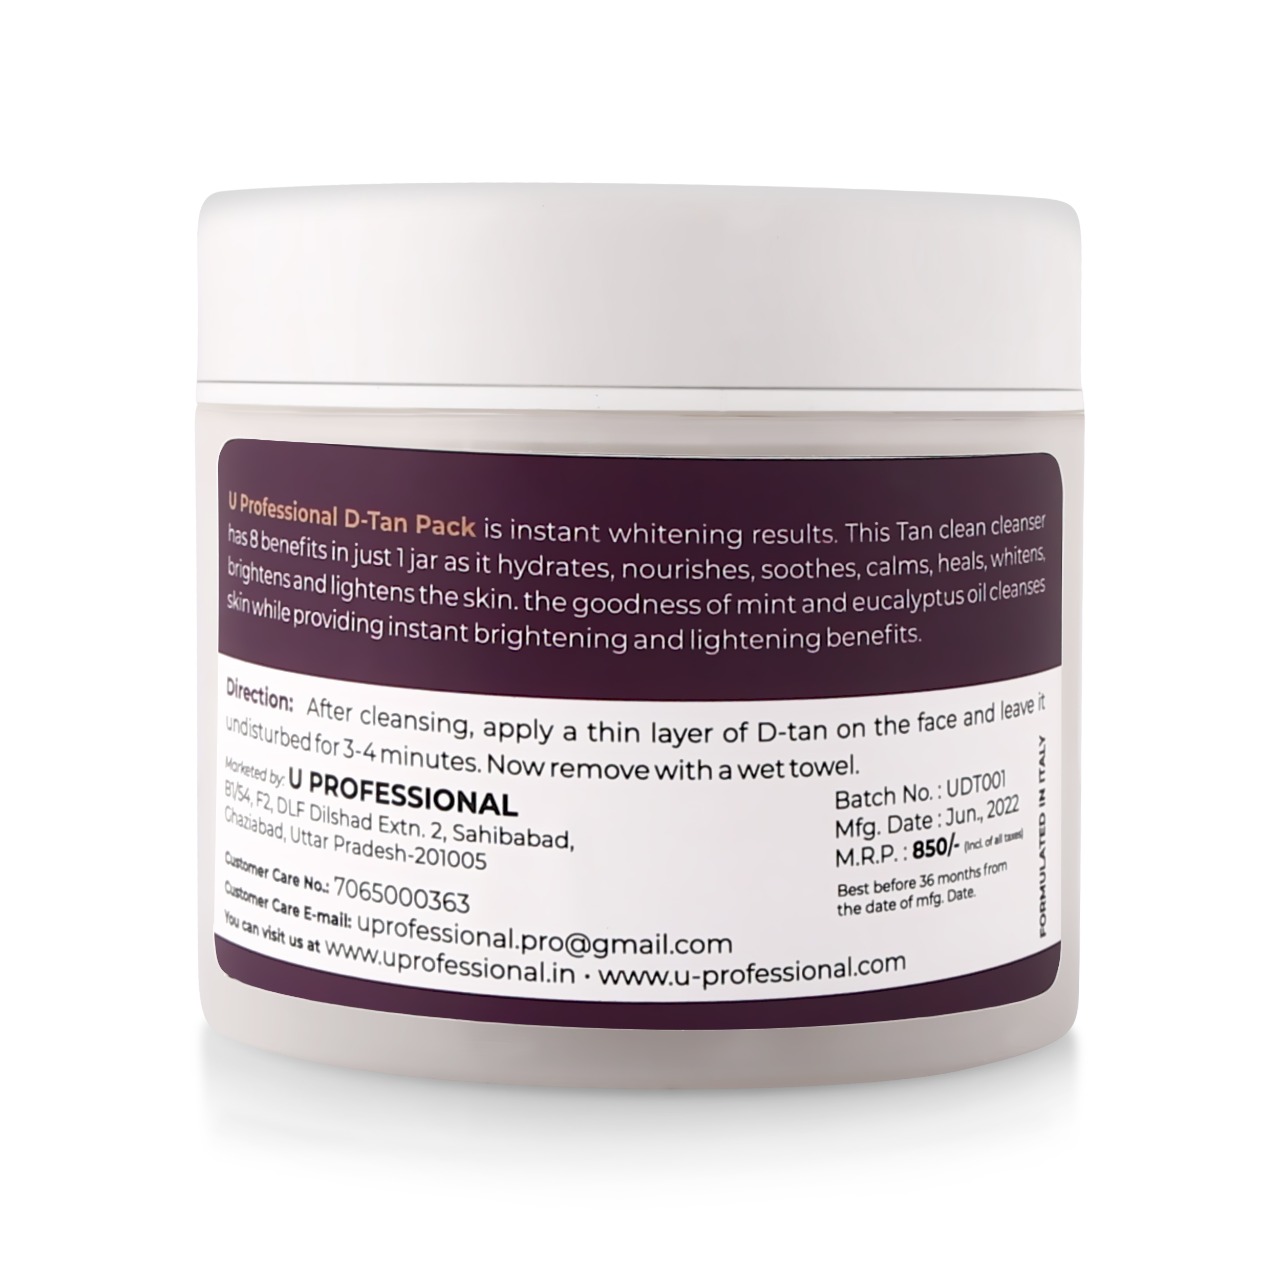 U Professional D-Tan Pack is instant whitening results. This Tan clean cleanser
has 8 benefits in just 1 jar as it hydrates, nourishes, soothes, calms, heals, whitens,
brightens and lightens the skin. the goodness of mint and eucalyptus oil cleanses
skin while providing instant brightening and lightening benefits.
Direction: After cleansing, apply a thin layer of D-tan on the face and leave it
undisturbed for 3-4 minutes. Now remove with a wet towel.
Marketed by: U PROFESSIONAL
B1/S4, F2, DLF Dilshad Extn. 2, Sahibabad,
Ghaziabad, Uttar Pradesh-201005
Customer Care No.: 7065000363
Customer Care E-mail: uprofessional.pro@gmail.com
You can visit us at www.uprofessional.in • www.u-professional.com
Batch No. : UDT001
Mfg. Date : Jun., 2022
M.R.P. : 850/- (Incl. of all taxes)
Best before 36 months from
the date of mfg. Date.
FORMULATED IN ITALY